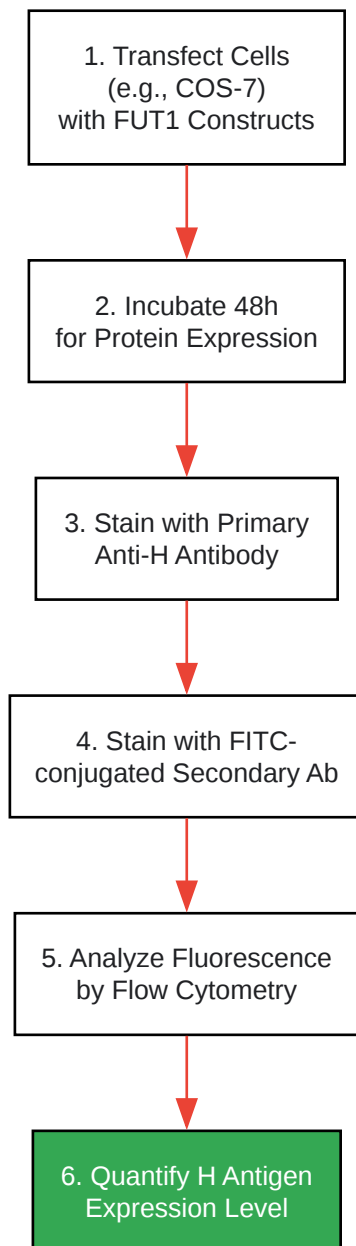 1. Transfect Cells
(e.g., COS-7)
with FUT1 Constructs
2. Incubate 48h
for Protein Expression
3. Stain with Primary
Anti-H Antibody
4. Stain with FITC-
conjugated Secondary Ab
5. Analyze Fluorescence
by Flow Cytometry
6. Quantify H Antigen
Expression Level